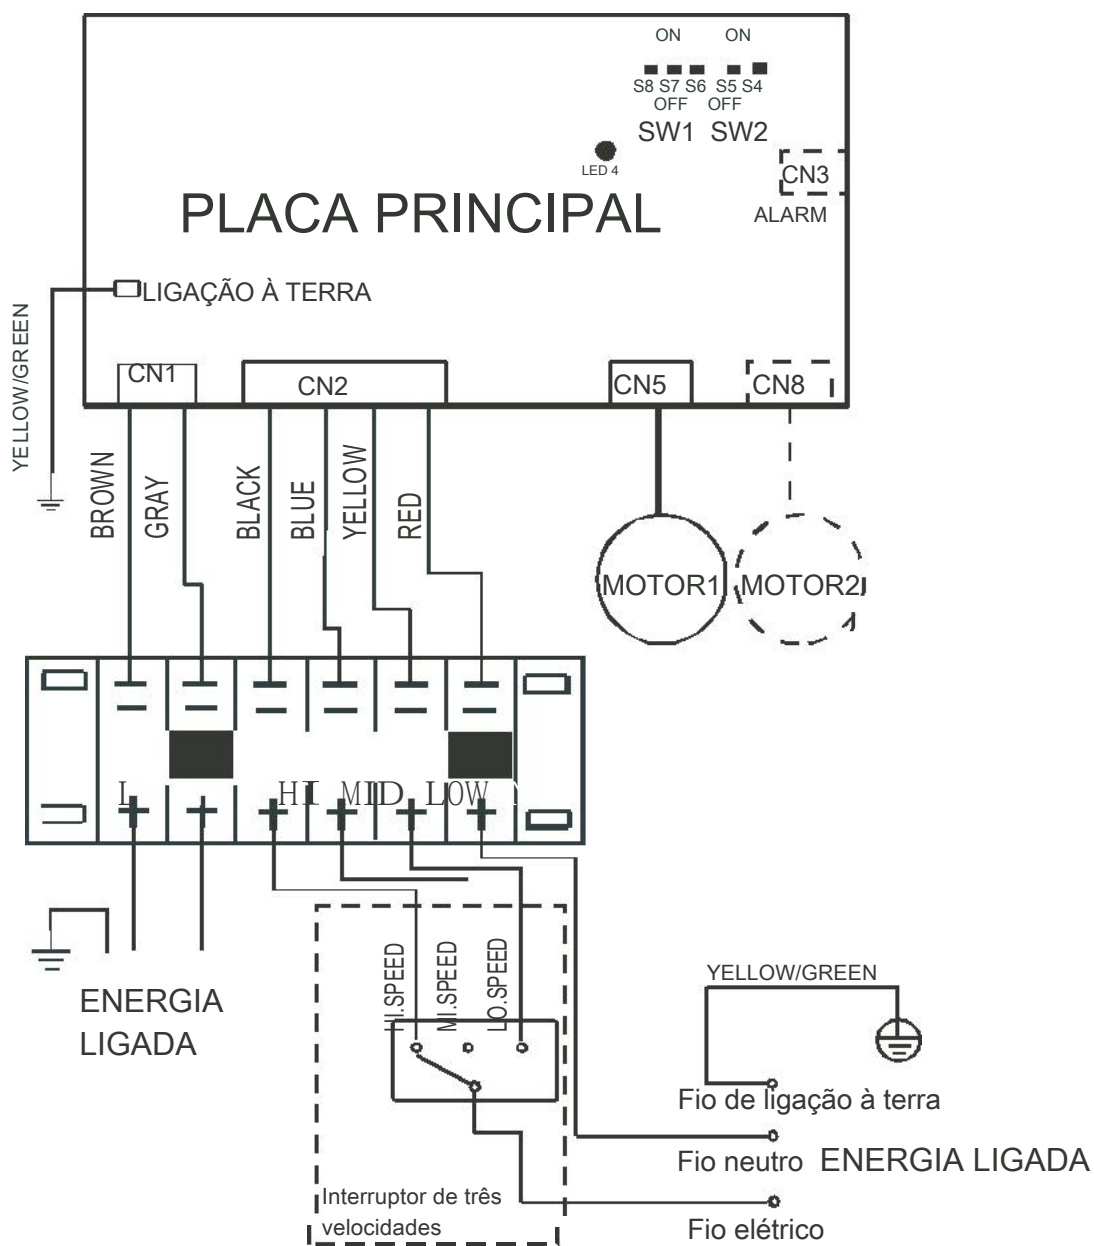 ON ON
S8 S7 S6 S5 S4
OFF OFF
SW1 SW2
LED 4
CN3
ALARM
PLACA PRINCIPAL
LIGAÇÃO À TERRA
YELLOW/GREEN
CN1
CN2
CN5
CN8
BROWN
GRAY
BLACK
BLUE
YELLOW
RED
MOTOR1
MOTOR2
L HI MID LOW
ENERGIA
LIGADA
HI.SPEED
MI.SPEED
LO.SPEED
YELLOW/GREEN
Fio de ligação à terra
Fio neutro ENERGIA LIGADA
Fio elétrico
Interruptor de três
velocidades